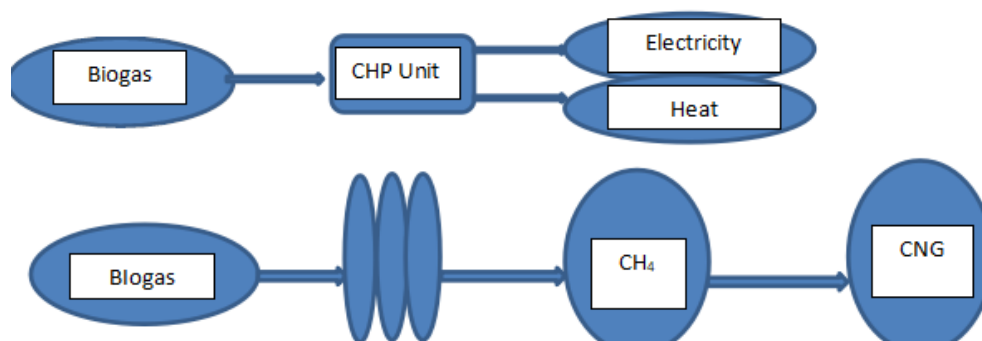 Biogas
CHP Unit
Electricity
Heat
BIogas
CH₄
CNG